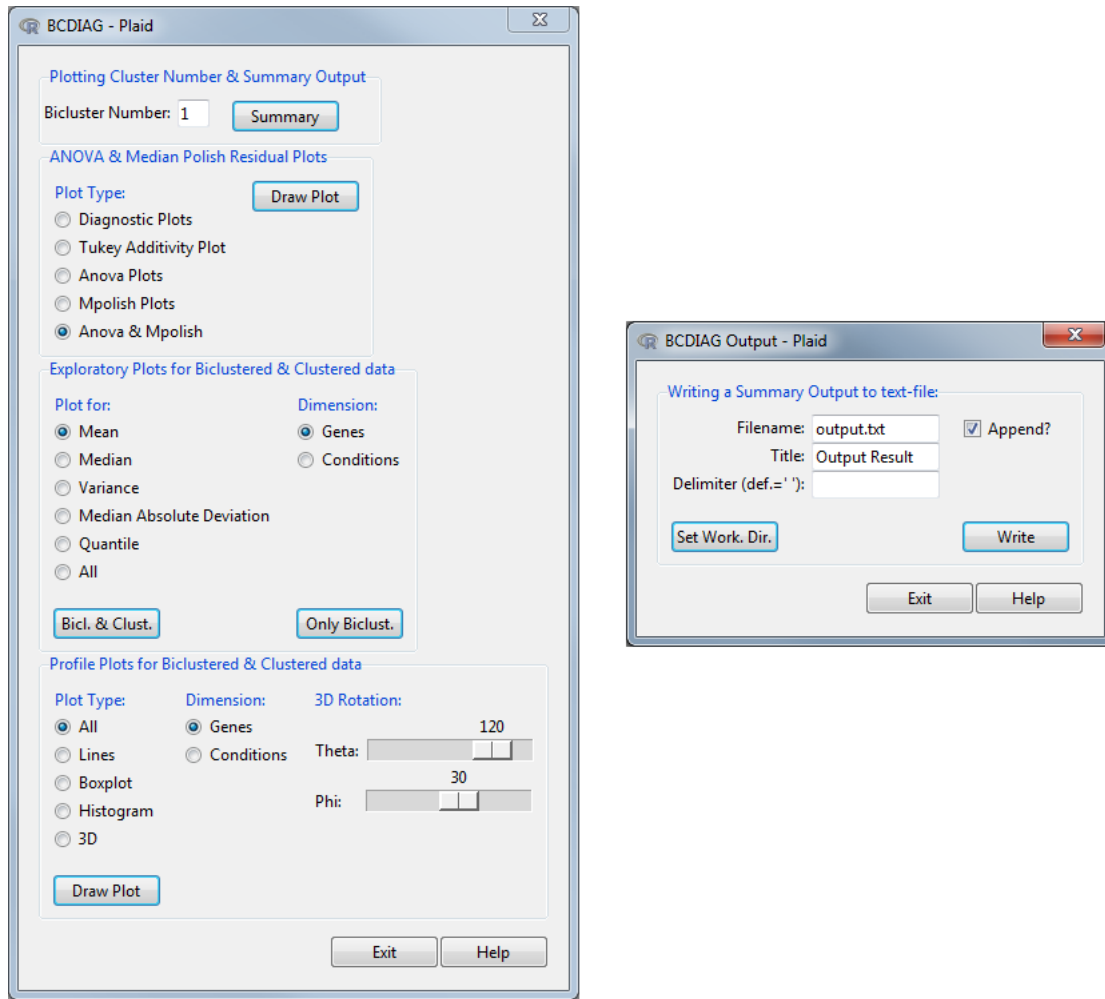 BCDIAG - Plaid
Plotting Cluster Number & Summary Output
Bicluster Number: 1 Summary
ANOVA & Median Polish Residual Plots
Plot Type: Draw Plot
Diagnostic Plots
Tukey Additivity Plot
Anova Plots
Mpolish Plots
Anova & Mpolish
Exploratory Plots for Biclustered & Clustered data
Plot for: Dimension:
Mean Genes
Median Conditions
Variance
Median Absolute Deviation
Quantile
All
Bicl. & Clust. Only Biclust.
Profile Plots for Biclustered & Clustered data
Plot Type: Dimension: 3D Rotation:
All Genes 120
Lines Conditions Theta:
Boxplot 30
Histogram Phi:
3D
Draw Plot
Exit Help
BCDIAG Output - Plaid
Writing a Summary Output to text-file:
Filename: output.txt Append?
Title: Output Result
Delimiter (def.=' '):
Set Work. Dir. Write
Exit Help